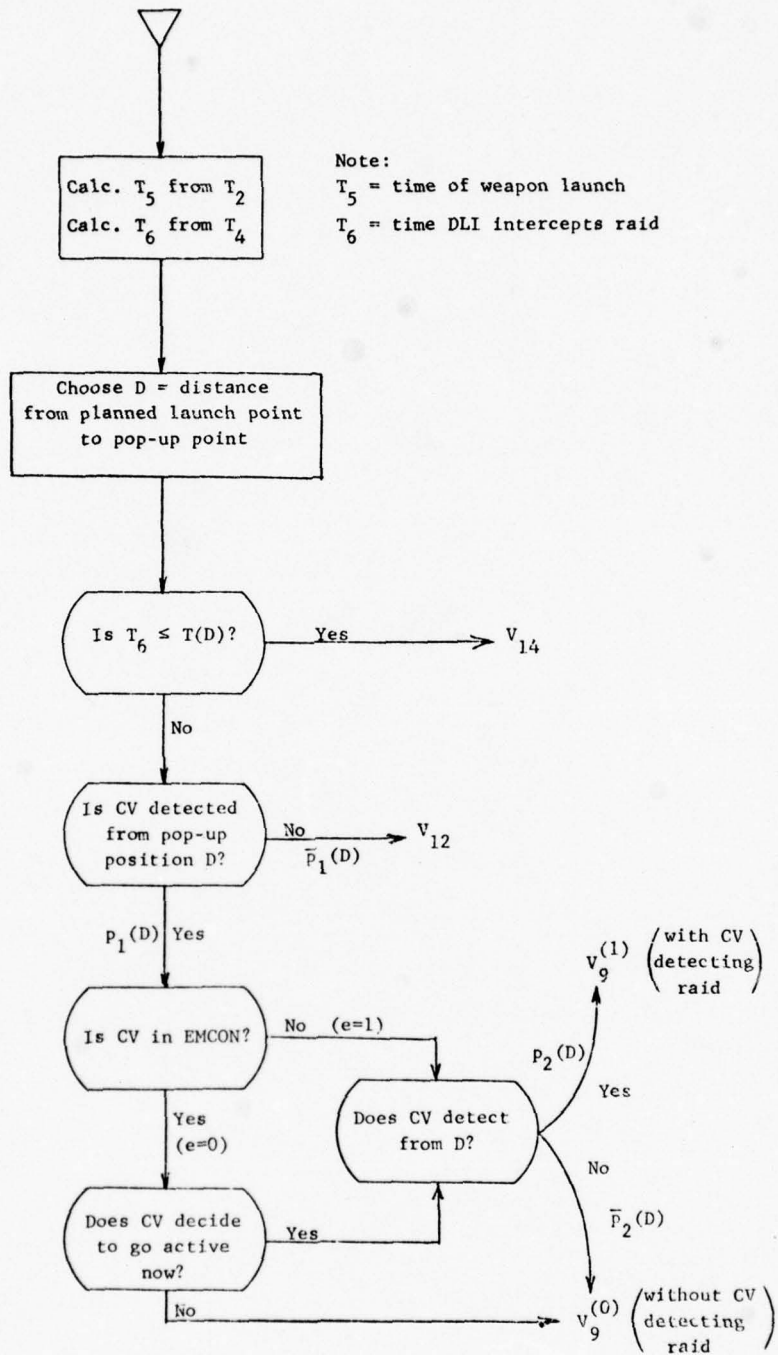 Calc. T5 from T2
Calc. T6 from T4
Note:
T5 = time of weapon launch
T6 = time DLI intercepts raid
Choose D = distance
from planned launch point
to pop-up point
Is T6 ≤ T(D)?
Yes
V14
No
Is CV detected
from pop-up
position D?
No
p̄1(D)
V12
p1(D) Yes
Is CV in EMCON?
No (e=1)
Yes
(e=0)
Does CV detect
from D?
p2(D)
Yes
V9(1) (with CV
detecting
raid)
No
p̄2(D)
Does CV decide
to go active
now?
Yes
No
V9(0) (without CV
detecting
raid)